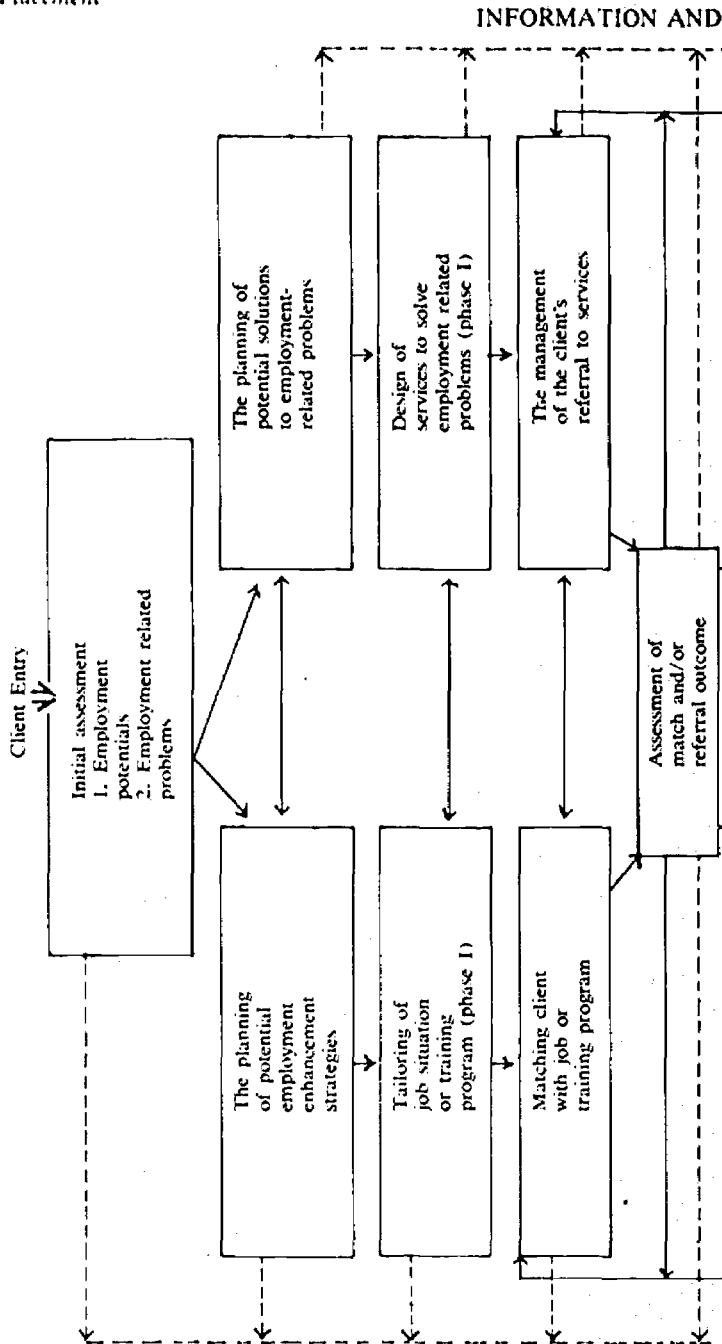 INFORMATION AND
Client Entry
Initial assessment
1. Employment
potentials
2. Employment related
problems
The planning of
potential solutions
to employment-
related problems
Design of
services to solve
employment related
problems (phase I)
The management
of the client's
referral to services
The planning
of potential
employment
enhancement
strategies
Tailoring of
job situation
or training
program (phase I)
Matching client
with job or
training program
Assessment of
match and/or
referral outcome